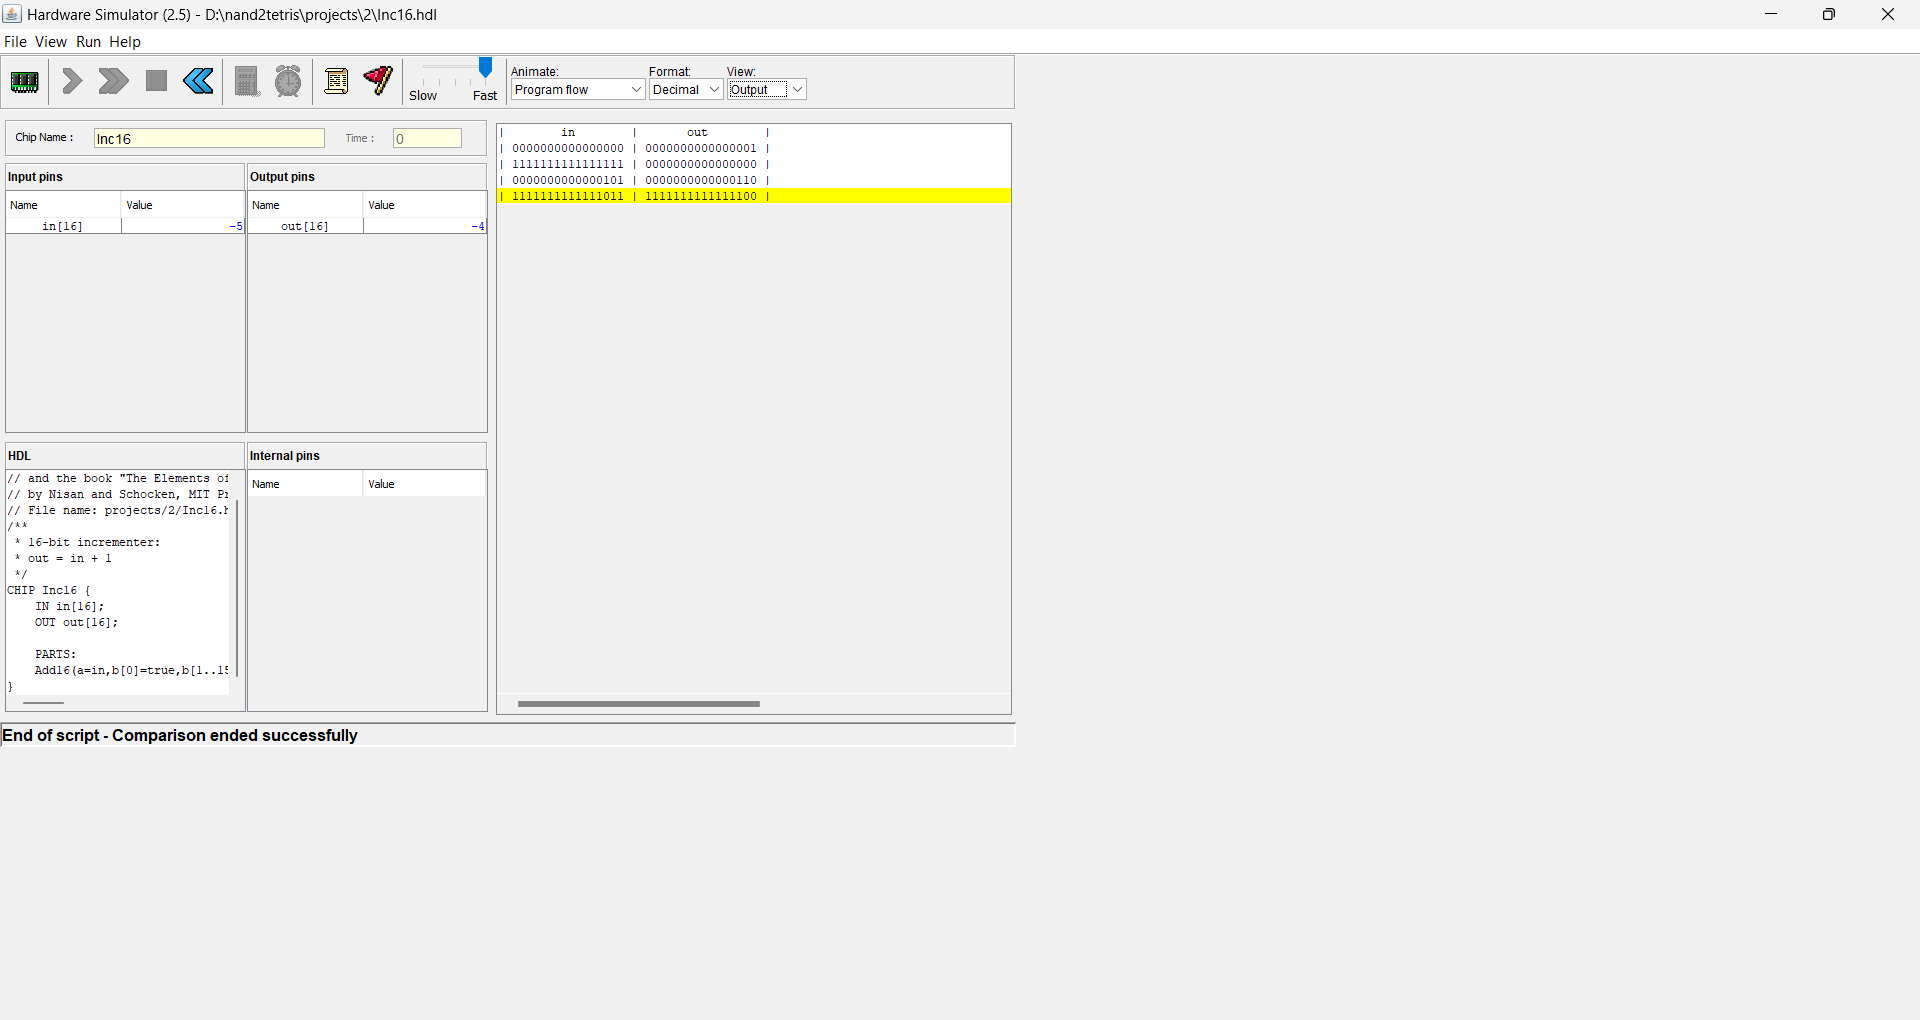 Hardware Simulator (2.5) - D:\nand2tetris\projects\2\Inc16.hdl
File View Run Help
Slow Fast
Animate: Format: View:
Program flow Decimal Output
Chip Name : Inc16 Time : 0
Input pins Output pins
Name Value Name Value
in[16] -5 out[16] -4
HDL Internal pins
Name Value
// and the book "The Elements of
// by Nisan and Schocken, MIT Pr
// File name: projects/2/Inc16.h
/**
* 16-bit incrementer:
* out = in + 1
*/
CHIP Inc16 {
IN in[16];
OUT out[16];
PARTS:
Add16(a=in,b[0]=true,b[1..15
}
| in | out |
| 0000000000000000 | 0000000000000001 |
| 1111111111111111 | 0000000000000000 |
| 0000000000000101 | 0000000000000110 |
| 1111111111111011 | 1111111111111100 |
End of script - Comparison ended successfully